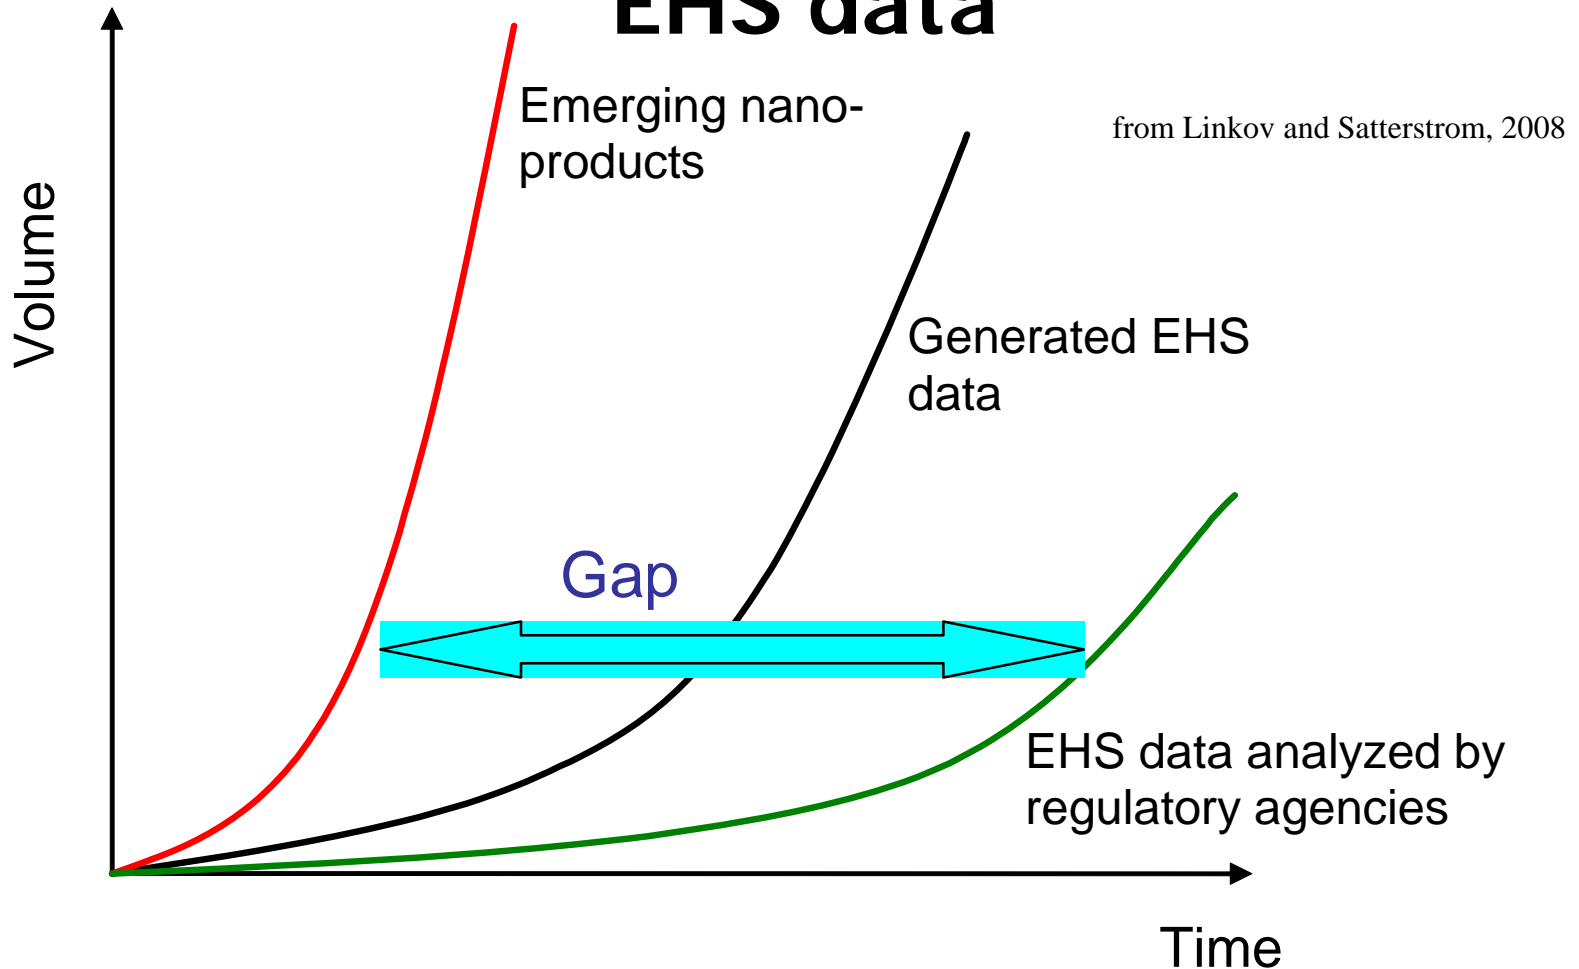 EHS data
Emerging nano-
products
from Linkov and Satterstrom, 2008
Volume
Generated EHS
data
Gap
EHS data analyzed by
regulatory agencies
Time